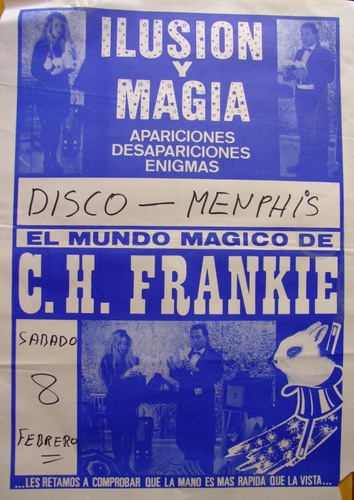 ILUSION
Y
MAGIA
APARICIONES
DESAPARICIONES
ENIGMAS
DISCO - MENPHIS
EL MUNDO MAGICO DE
C.H. FRANKIE
SABADO
8
FEBRERO
...LES RETAMOS A COMPROBAR QUE LA MANO ES MAS RAPIDA QUE LA VISTA...